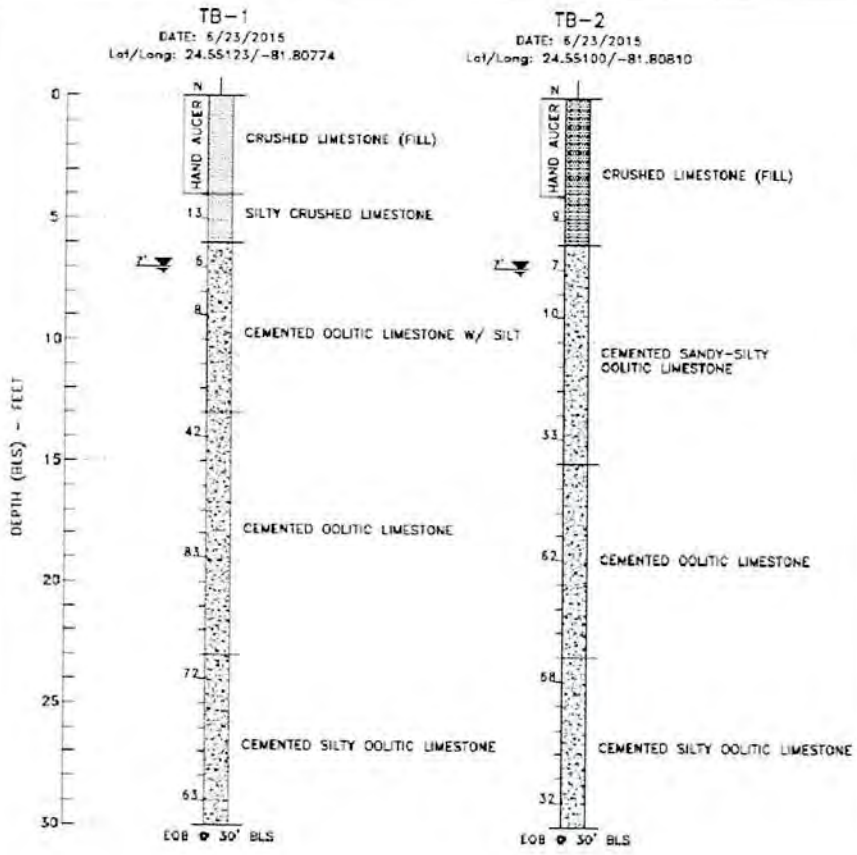 TB-1
DATE: 6/23/2015
Lat/Long: 24.55123/-81.80774
TB-2
DATE: 6/23/2015
Lat/Long: 24.55100/-81.80810
DEPTH (BLS) - FEET
0
5
10
15
20
25
30
N
HAND AUGER
CRUSHED LIMESTONE (FILL)
13
SILTY CRUSHED LIMESTONE
7'
6
8
CEMENTED OOLITIC LIMESTONE W/ SILT
42
CEMENTED OOLITIC LIMESTONE
83
72
CEMENTED SILTY OOLITIC LIMESTONE
63
EOB @ 30' BLS
N
HAND AUGER
CRUSHED LIMESTONE (FILL)
9
7'
7
10
CEMENTED SANDY-SILTY
OOLITIC LIMESTONE
33
62
CEMENTED OOLITIC LIMESTONE
68
CEMENTED SILTY OOLITIC LIMESTONE
32
EOB @ 30' BLS